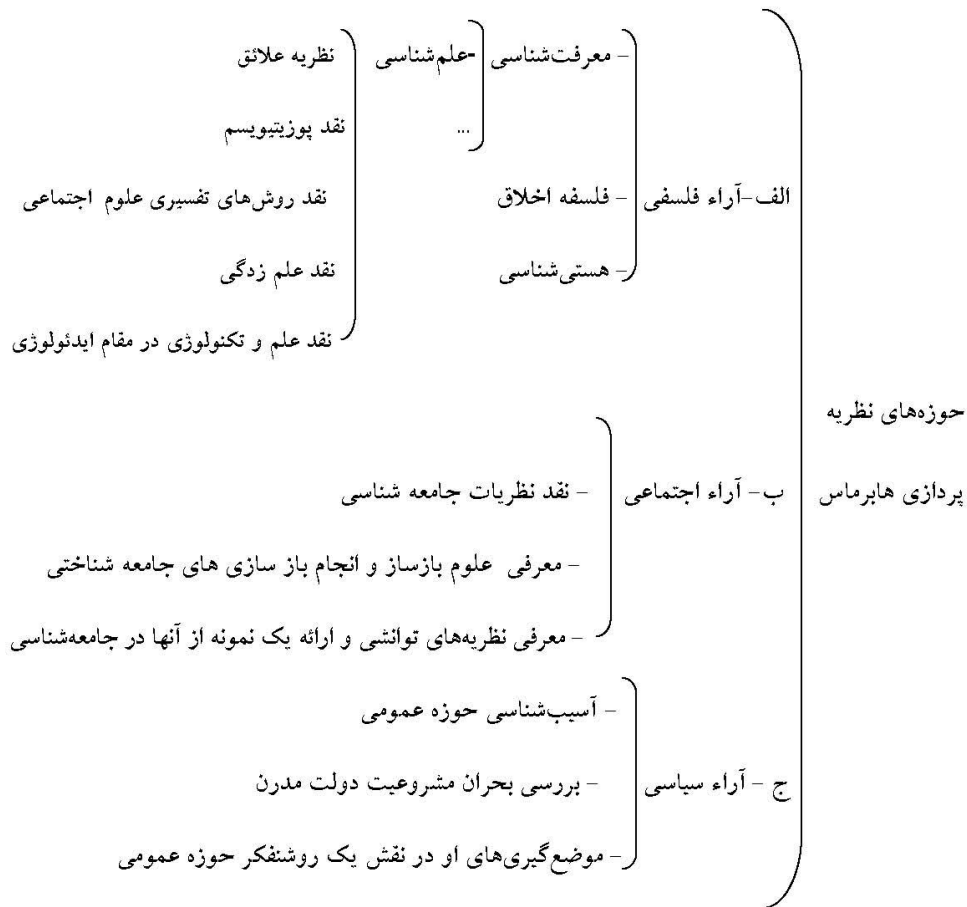 - معرفت‌شناسی -علم‌شناسی نظریه علائق
... نقد پوزیتیویسم
الف-آراء فلسفی - فلسفه اخلاق نقد روش‌های تفسیری علوم اجتماعی
- هستی‌شناسی نقد علم زدگی
نقد علم و تکنولوژی در مقام ایدئولوژی
حوزه‌های نظریه
پردازی هابرماس ب- آراء اجتماعی - نقد نظریات جامعه شناسی
- معرفی علوم بازساز و انجام باز سازی های جامعه شناختی
- معرفی نظریه‌های توانشی و ارائه یک نمونه از آنها در جامعه‌شناسی
- آسیب‌شناسی حوزه عمومی
ج - آراء سیاسی - بررسی بحران مشروعیت دولت مدرن
- موضع‌گیری‌های او در نقش یک روشنفکر حوزه عمومی